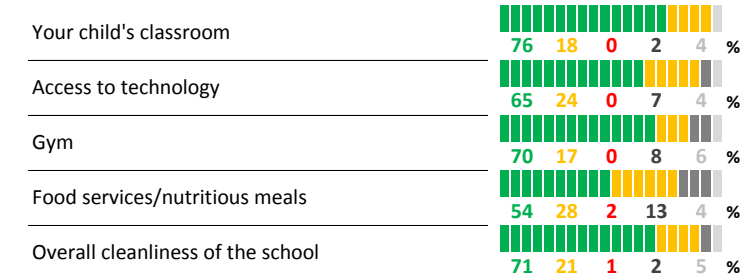 Your child's classroom
76 18 0 2 4 %
Access to technology
65 24 0 7 4 %
Gym
70 17 0 8 6 %
Food services/nutritious meals
54 28 2 13 4 %
Overall cleanliness of the school
71 21 1 2 5 %